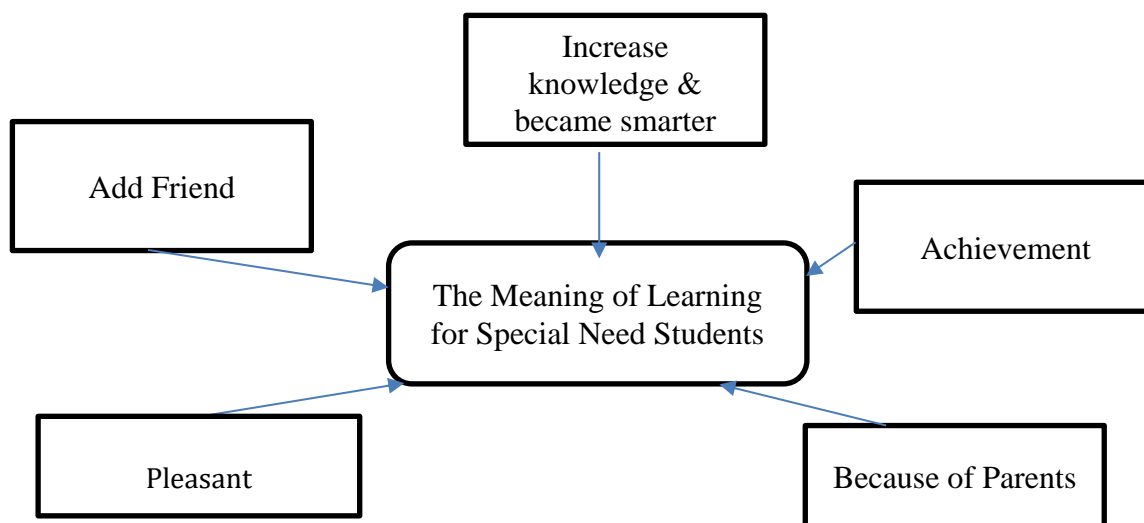 Increase
knowledge &
became smarter
Add Friend
Achievement
The Meaning of Learning
for Special Need Students
Pleasant
Because of Parents